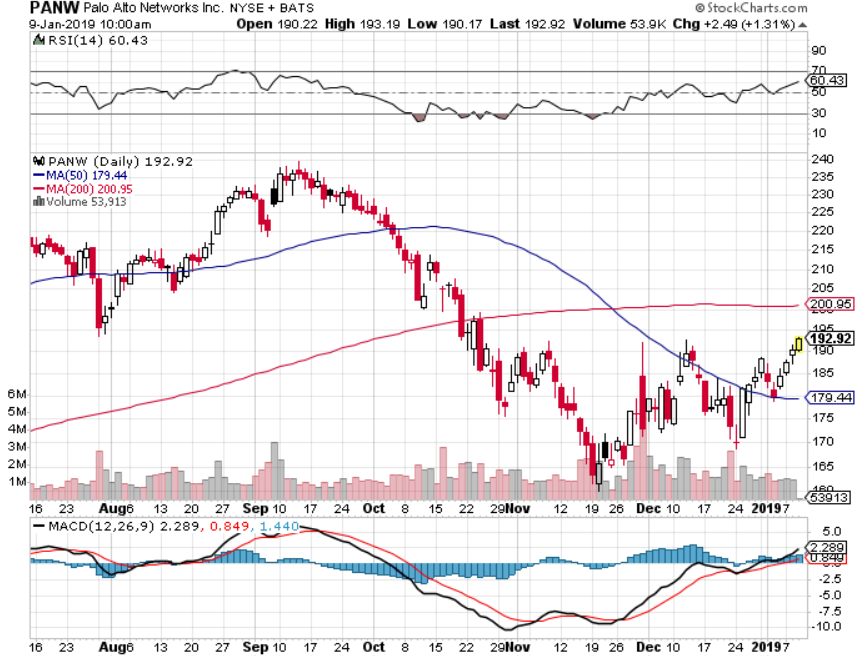 PANW Palo Alto Networks Inc. NYSE + BATS © StockCharts.com
9-Jan-2019 10:00am Open 190.22 High 193.19 Low 190.17 Last 192.92 Volume 53.9K Chg +2.49 (+1.31%)
RSI(14) 60.43
90
70
60.43
50
30
10
PANW (Daily) 192.92
MA(50) 179.44
MA(200) 200.95
Volume 53,913
240
235
230
225
220
215
210
205
200.95
195
192.92
190
185
179.44
175
170
165
160
53913
6M
5M
4M
3M
2M
1M
16 23 Aug6 13 20 27 Sep 10 17 24 Oct 8 15 22 29 Nov 12 19 26 Dec 10 17 24 2019 7
MACD(12,26,9) 2.289, 0.849, 1.440
5.0
2.289
0.849
-2.5
-5.0
-7.5
-10.0
16 23 Aug6 13 20 27 Sep 10 17 24 Oct 8 15 22 29 Nov 12 19 26 Dec 10 17 24 2019 7